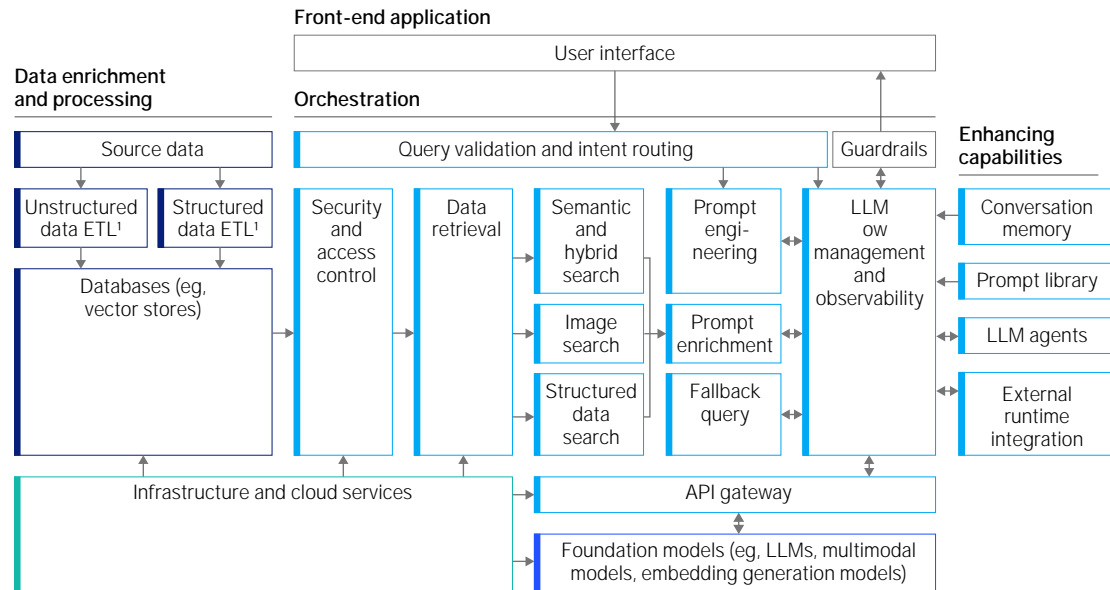 Front-end application
User interface
Data enrichment
and processing
Orchestration
Source data
Query validation and intent routing
Guardrails
Enhancing
capabilities
Unstructured
data ETL¹
Structured
data ETL¹
Databases (eg,
vector stores)
Security
and
access
control
Data
retrieval
Semantic
and
hybrid
search
Image
search
Structured
data
search
Prompt
engi-
neering
Prompt
enrichment
Fallback
query
LLM
ow
management
and
observability
Conversation
memory
Prompt library
LLM agents
External
runtime
integration
Infrastructure and cloud services
API gateway
Foundation models (eg, LLMs, multimodal
models, embedding generation models)